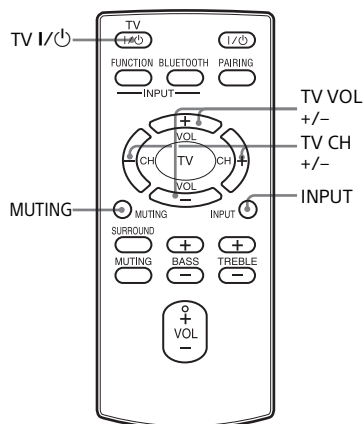 TV
TV I/⏻
I/⏻
I/⏻
FUNCTION BLUETOOTH PAIRING
INPUT
+
VOL
TV VOL
+/–
– CH TV CH +
TV CH
+/–
VOL
–
INPUT
MUTING
MUTING
INPUT
SURROUND
+ +
MUTING BASS TREBLE
– –
+
VOL
–